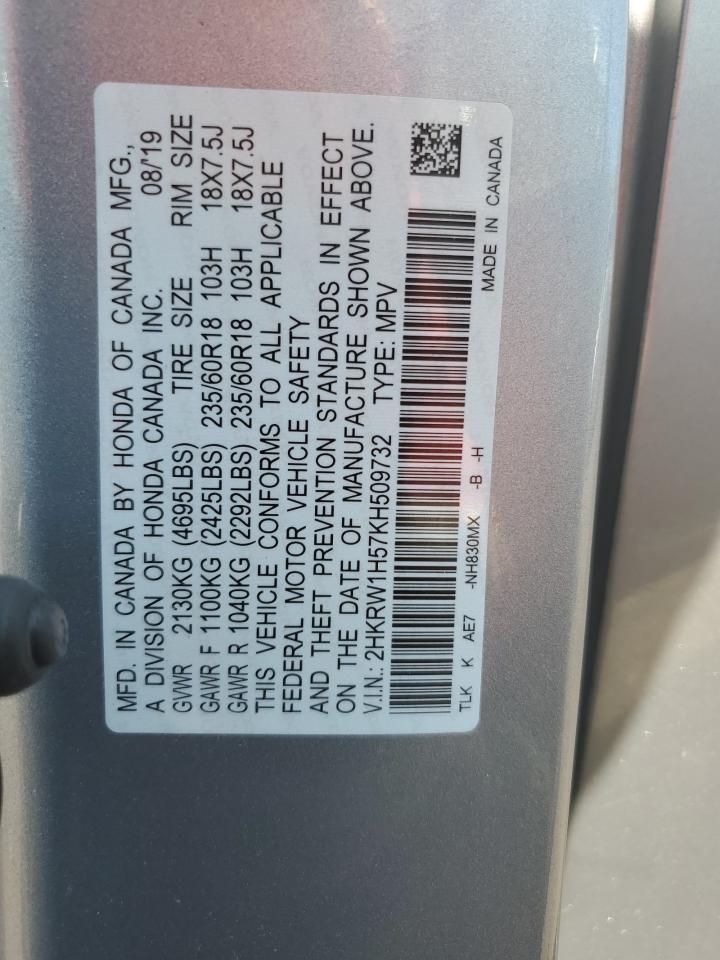 MFD. IN CANADA BY HONDA OF CANADA MFG.,
A DIVISION OF HONDA CANADA INC. 08/'19
GVWR 2130KG (4695LBS) TIRE SIZE RIM SIZE
GAWR F 1100KG (2425LBS) 235/60R18 103H 18X7.5J
GAWR R 1040KG (2292LBS) 235/60R18 103H 18X7.5J
THIS VEHICLE CONFORMS TO ALL APPLICABLE
FEDERAL MOTOR VEHICLE SAFETY
AND THEFT PREVENTION STANDARDS IN EFFECT
ON THE DATE OF MANUFACTURE SHOWN ABOVE.
V.I.N.: 2HKRW1H57KH509732 TYPE: MPV
TLK K AE7 -NH830MX -B -H
MADE IN CANADA